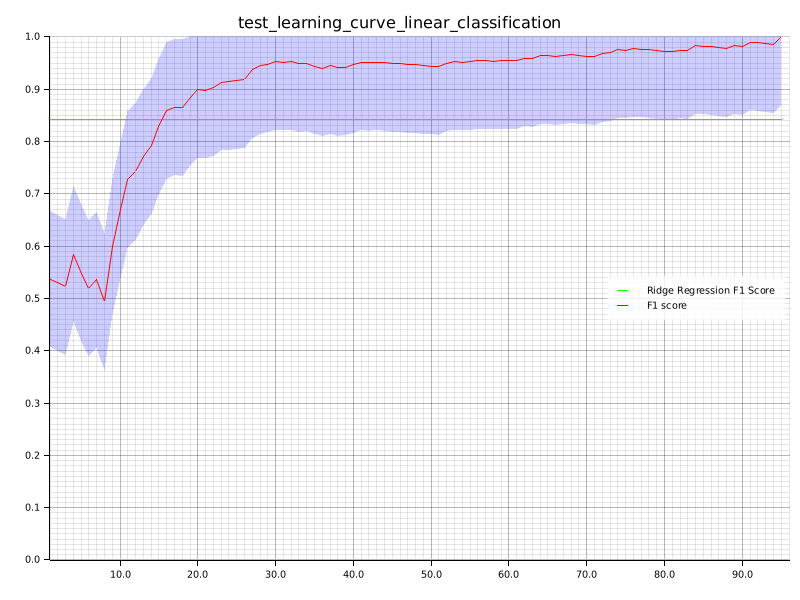 test_learning_curve_linear_classification
1.0
0.9
0.8
0.7
0.6
0.5
0.4
0.3
0.2
0.1
0.0
Ridge Regression F1 Score
F1 score
10.0 20.0 30.0 40.0 50.0 60.0 70.0 80.0 90.0